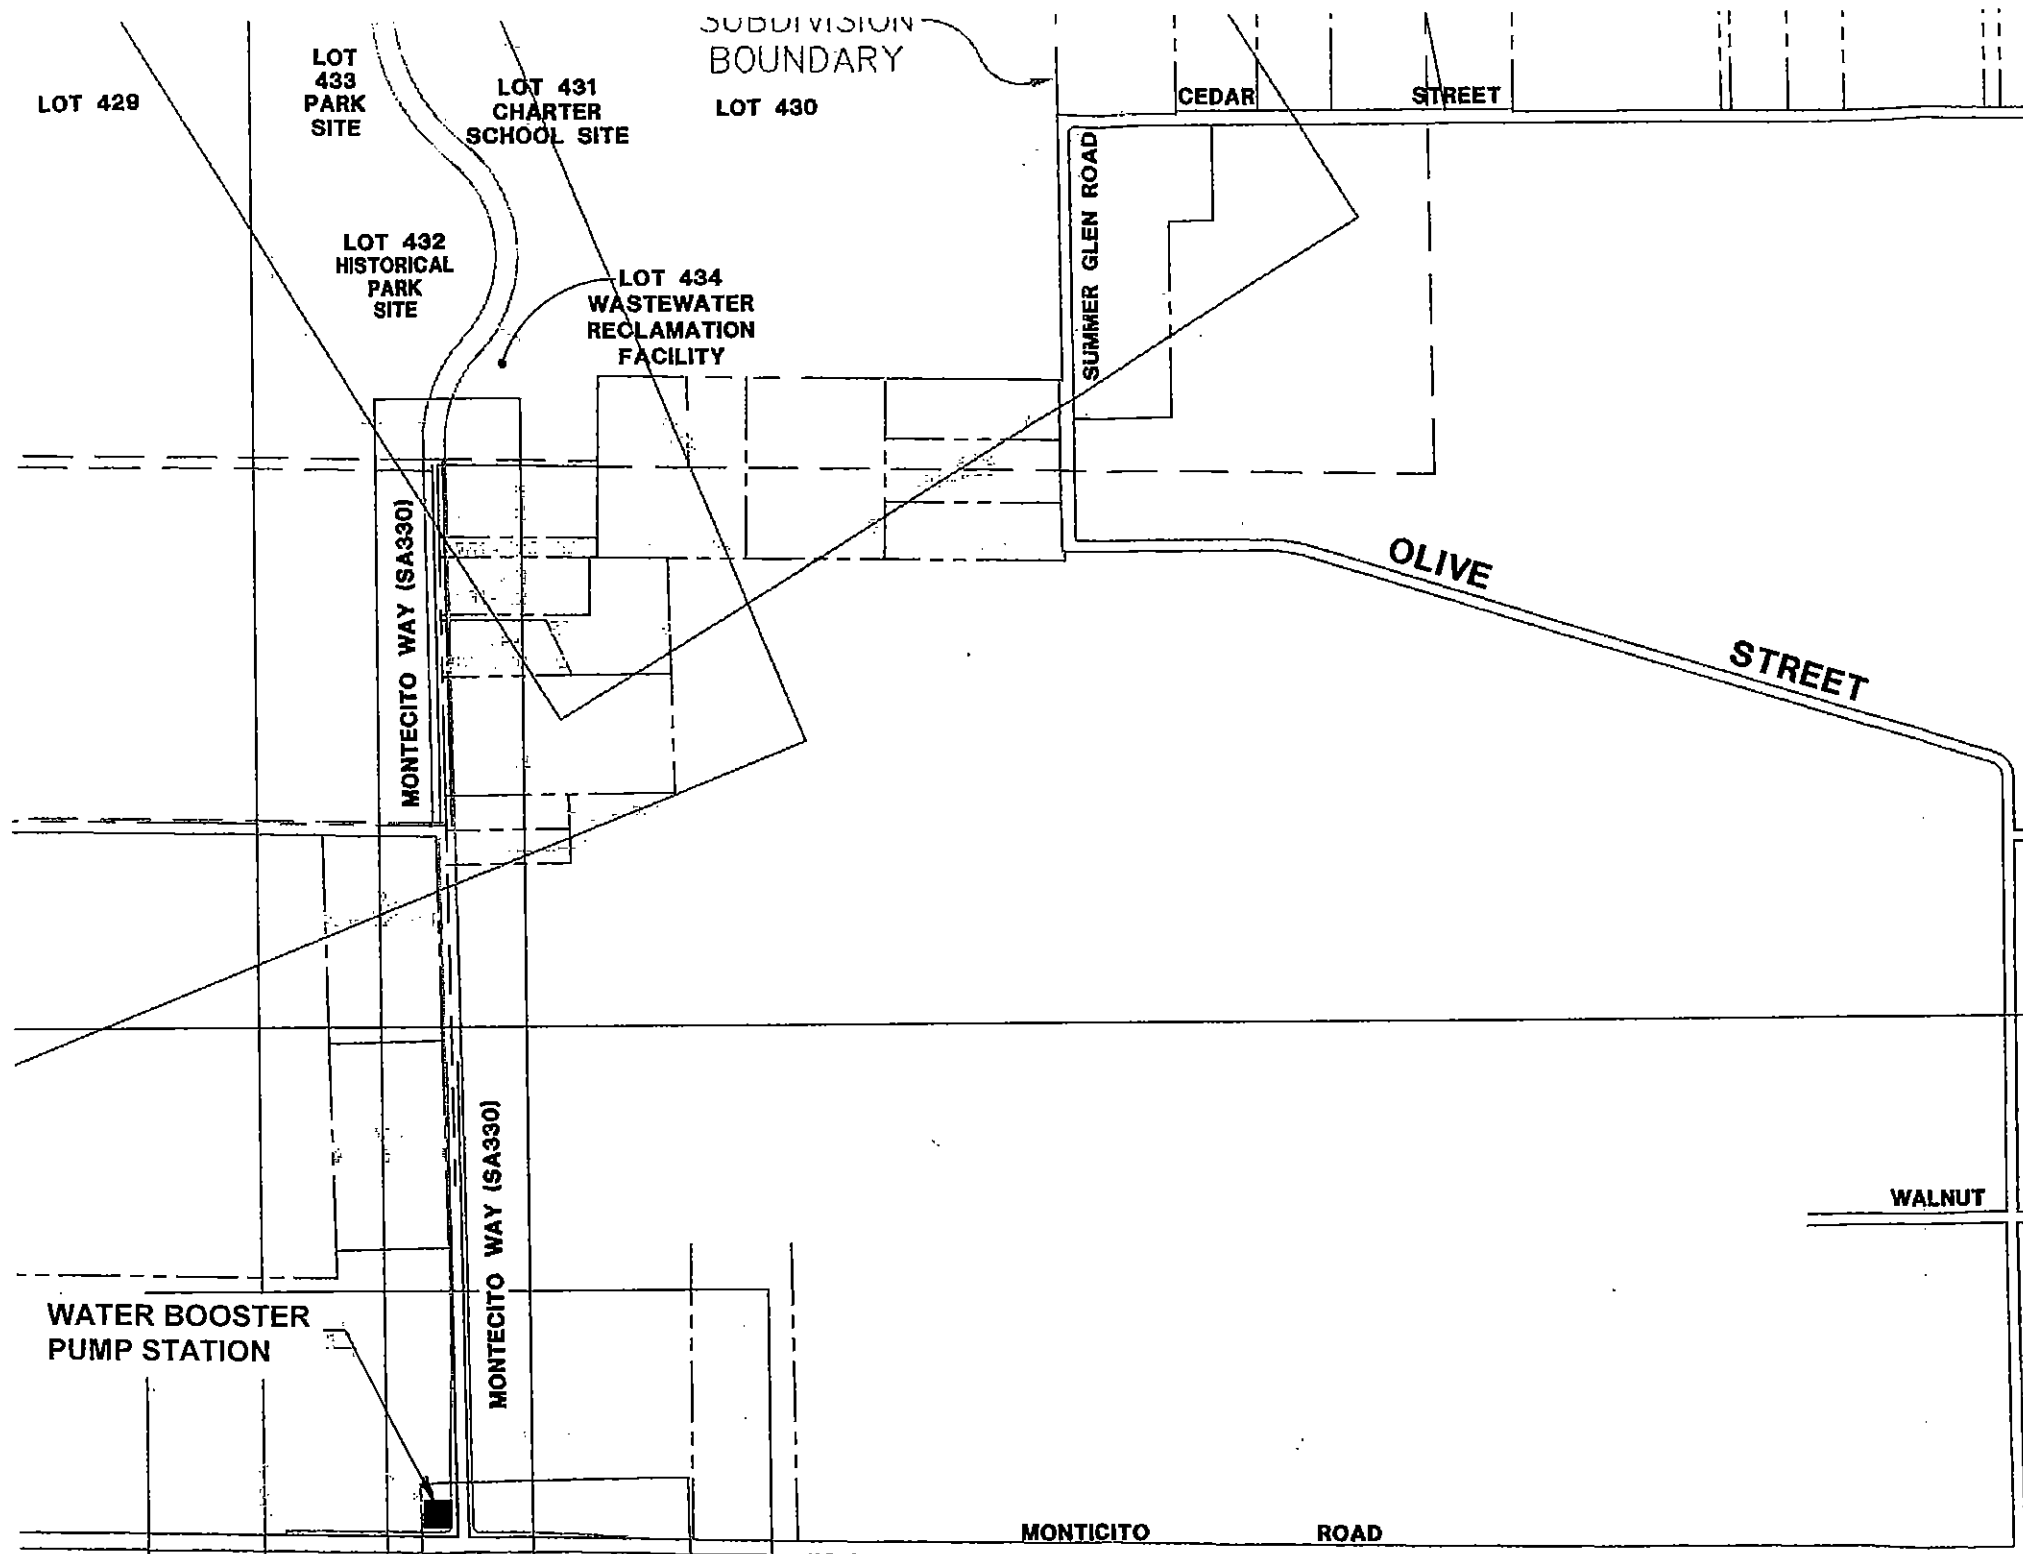 SUBDIVISION
BOUNDARY
LOT 429
LOT
433
PARK
SITE
LOT 431
CHARTER
SCHOOL SITE
LOT 430
CEDAR STREET
SUMMER GLEN ROAD
LOT 432
HISTORICAL
PARK
SITE
LOT 434
WASTEWATER
RECLAMATION
FACILITY
MONTECITO WAY (SA330)
OLIVE STREET
MONTECITO WAY (SA330)
WALNUT
WATER BOOSTER
PUMP STATION
MONTICITO ROAD